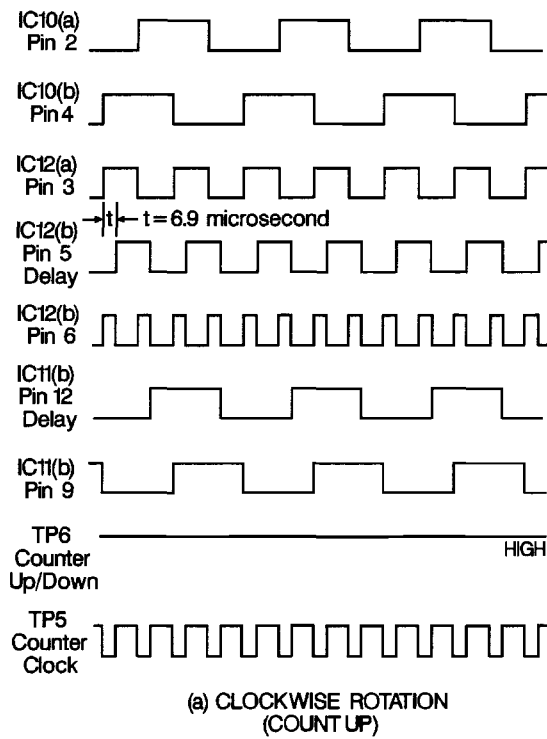 IC10(a)
Pin 2
IC10(b)
Pin 4
IC12(a)
Pin 3
t
t = 6.9 microsecond
IC12(b)
Pin 5
Delay
IC12(b)
Pin 6
IC11(b)
Pin 12
Delay
IC11(b)
Pin 9
TP6
Counter
Up/Down
HIGH
TP5
Counter
Clock
(a) CLOCKWISE ROTATION
(COUNT UP)